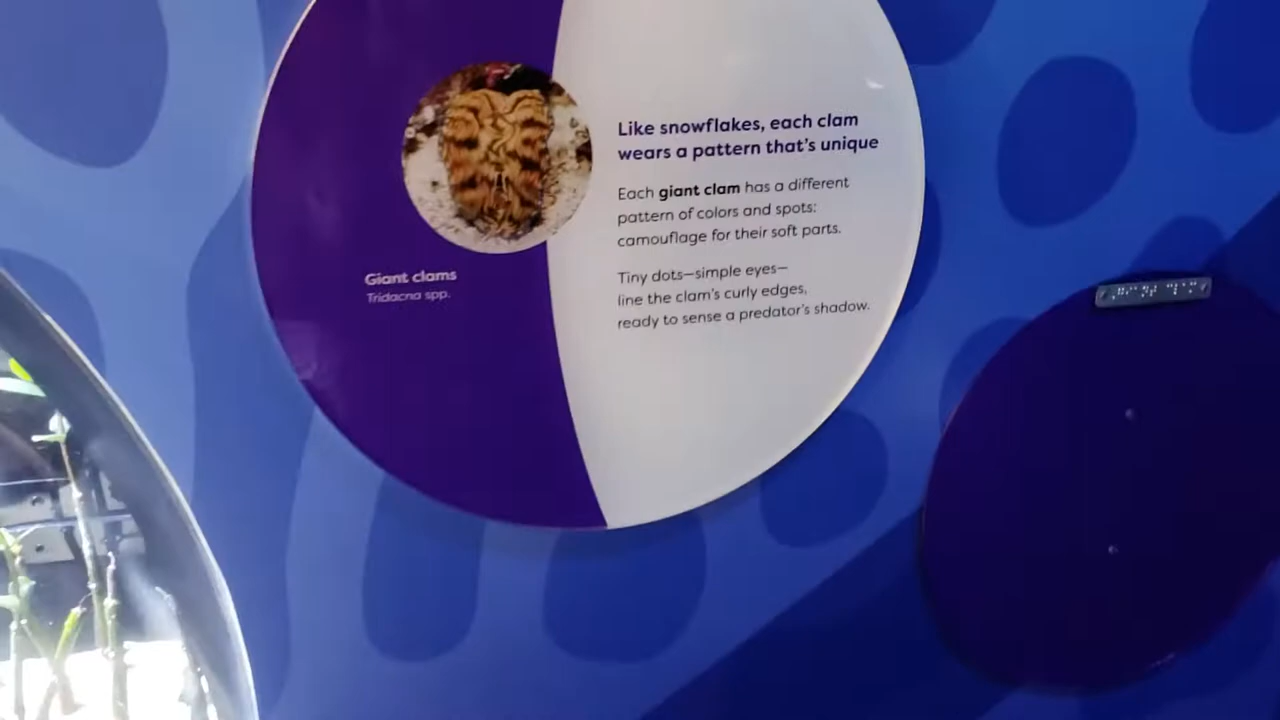 Like snowflakes, each clam
wears a pattern that's unique
Each giant clam has a different
pattern of colors and spots:
camouflage for their soft parts.
Tiny dots—simple eyes—
line the clam's curly edges,
ready to sense a predator's shadow.
Giant clams
Tridacna spp.